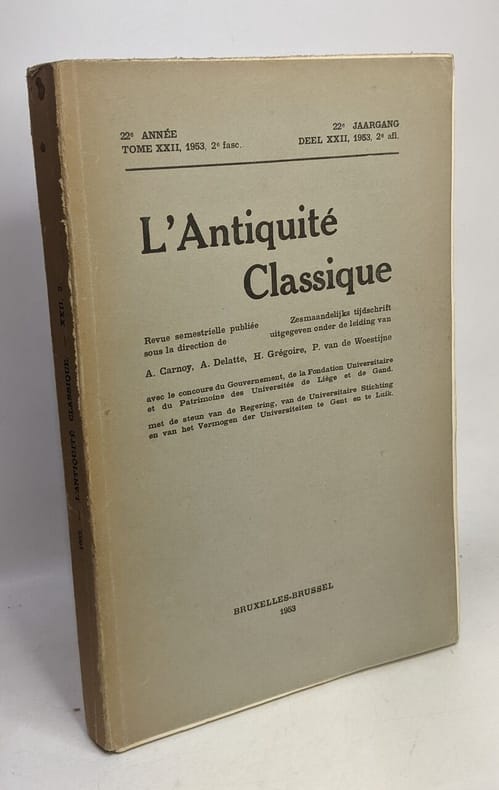 22e ANNÉE
TOME XXII, 1953, 2e fasc.
22e JAARGANG
DEEL XXII, 1953, 2e afl.
L'Antiquité
Classique
Revue semestrielle publiée
sous la direction de
Zesmaandelijks tijdschrift
uitgegeven onder de leiding van
A. Carnoy, A. Delatte, H. Grégoire, P. van de Woestijne
avec le concours du Gouvernement, de la Fondation Universitaire
et du Patrimoine des Universités de Liège et de Gand.
met de steun van de Regering, van de Universitaire Stichting
en van het Vermogen der Universiteiten te Gent en te Luik.
BRUXELLES-BRUSSEL
1953
L'ANTIQUITÉ CLASSIQUE — XXII, 2